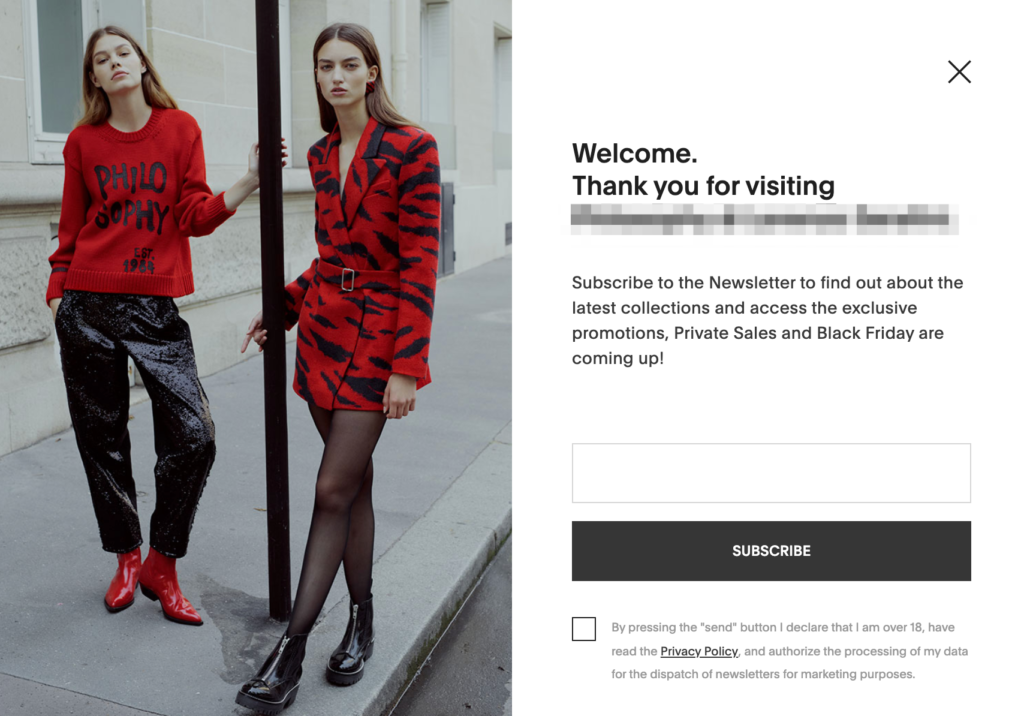 PHILO
SOPHY
EST.
1984
Welcome.
Thank you for visiting
Subscribe to the Newsletter to find out about the
latest collections and access the exclusive
promotions, Private Sales and Black Friday are
coming up!
SUBSCRIBE
By pressing the "send" button I declare that I am over 18, have
read the Privacy Policy, and authorize the processing of my data
for the dispatch of newsletters for marketing purposes.